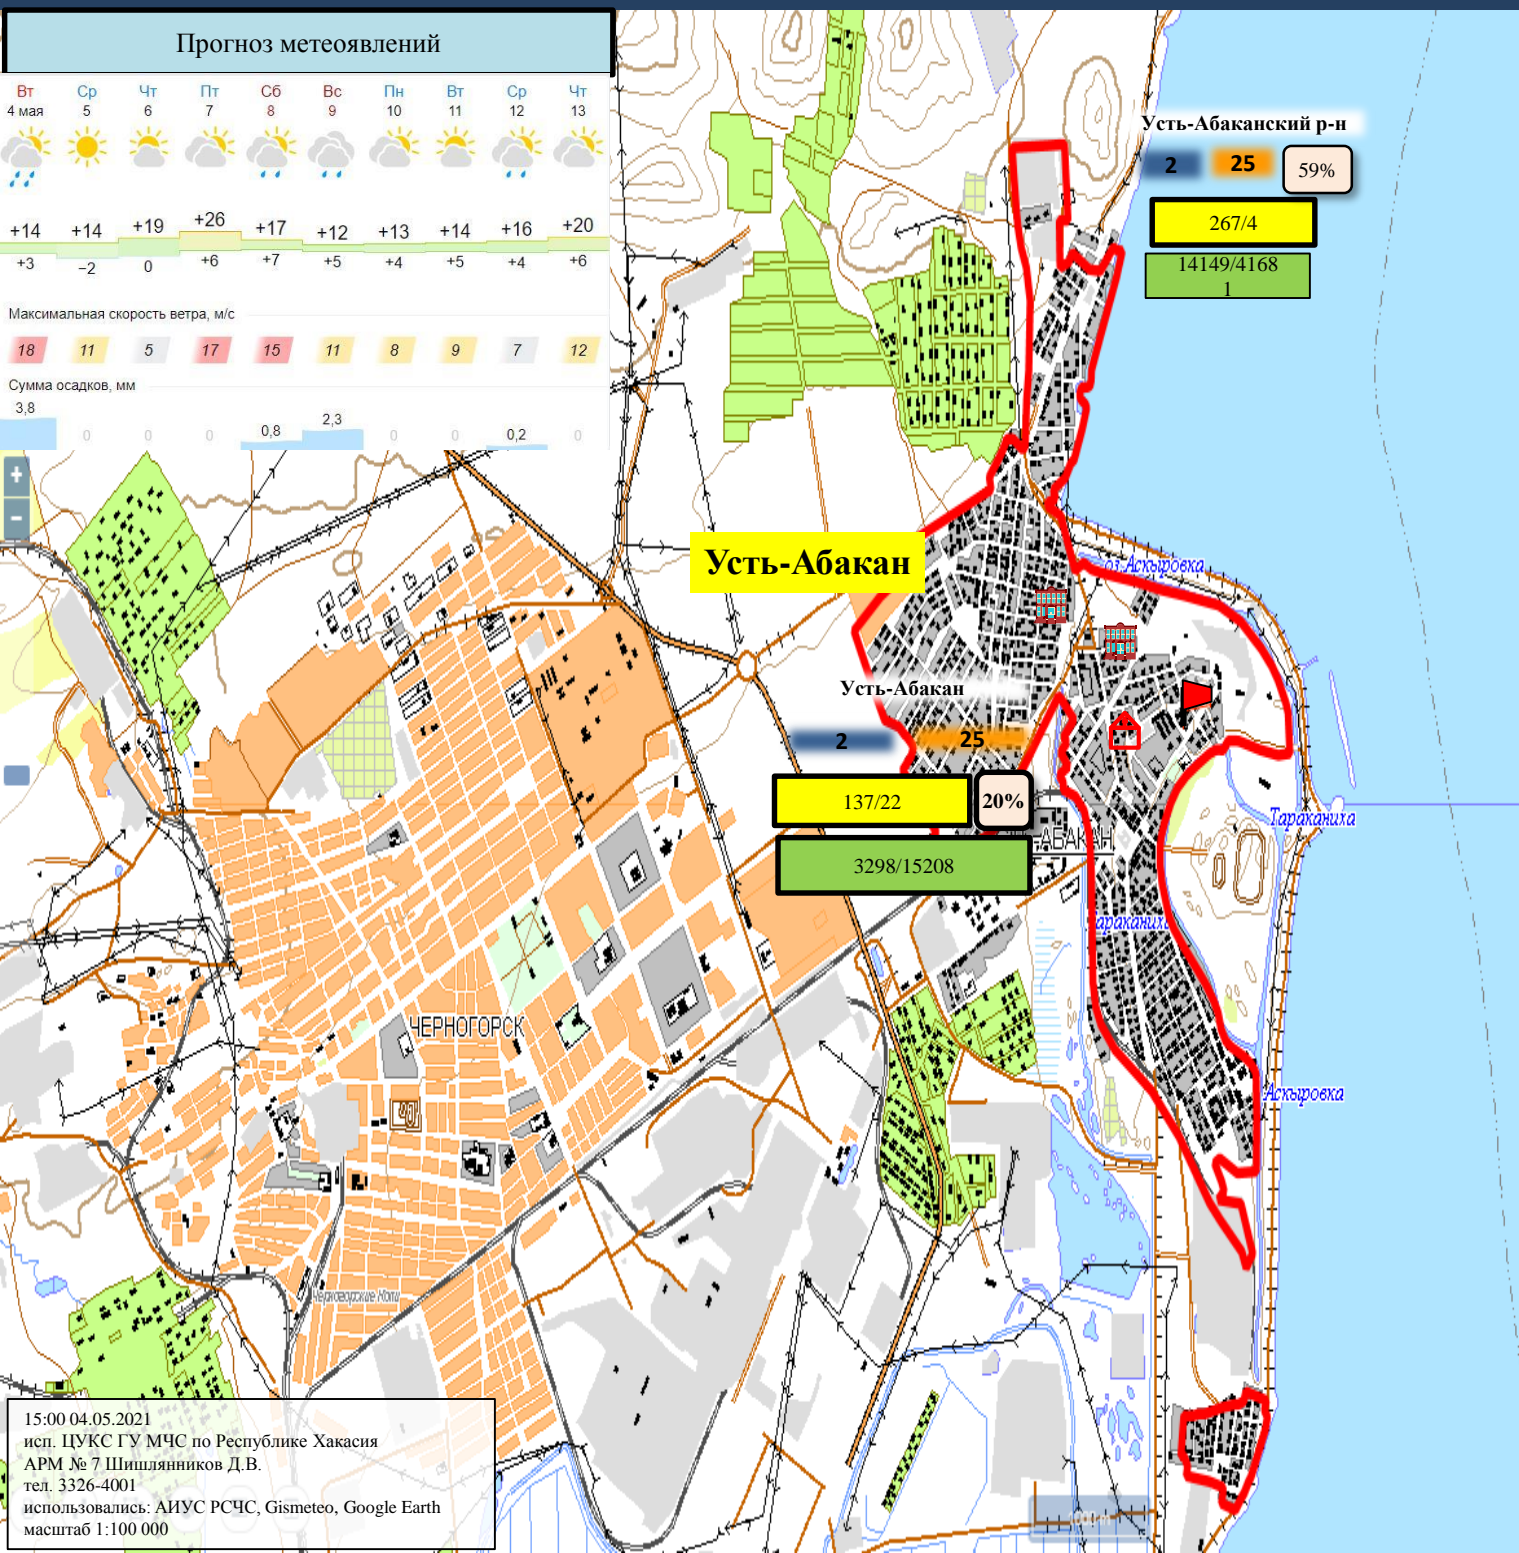 Прогноз метеоявлений
Вт Ср Чт Пт Сб Вс Пн Вт Ср Чт
4 мая 5 6 7 8 9 10 11 12 13
+14 +14 +19 +26 +17 +12 +13 +14 +16 +20
+3 −2 0 +6 +7 +5 +4 +5 +4 +6
Максимальная скорость ветра, м/с
18 11 5 17 15 11 8 9 7 12
Сумма осадков, мм
3,8 0 0 0 0,8 2,3 0 0 0,2 0
+
−
Усть-Абаканский р-н
2 25 59%
267/4
14149/4168
1
Усть-Абакан
оз.Аскыровка
Усть-Абакан
2 25
137/22 20%
3298/15208
-АБАКАН
Тараканиха
араканиха
ЧЕРНОГОРСК
Аскыровка
Черногорские Копи
15:00 04.05.2021
исп. ЦУКС ГУ МЧС по Республике Хакасия
АРМ № 7 Шишлянников Д.В.
тел. 3326-4001
использовались: АИУС РСЧС, Gismeteo, Google Earth
масштаб 1:100 000